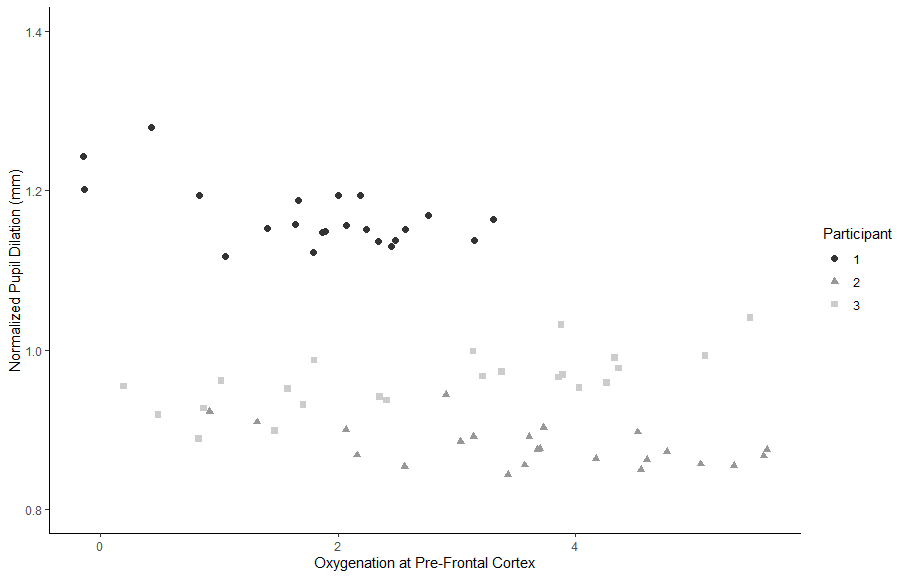 1.4
1.2
1.0
0.8
Normalized Pupil Dilation (mm)
0 2 4
Oxygenation at Pre-Frontal Cortex
Participant
1
2
3